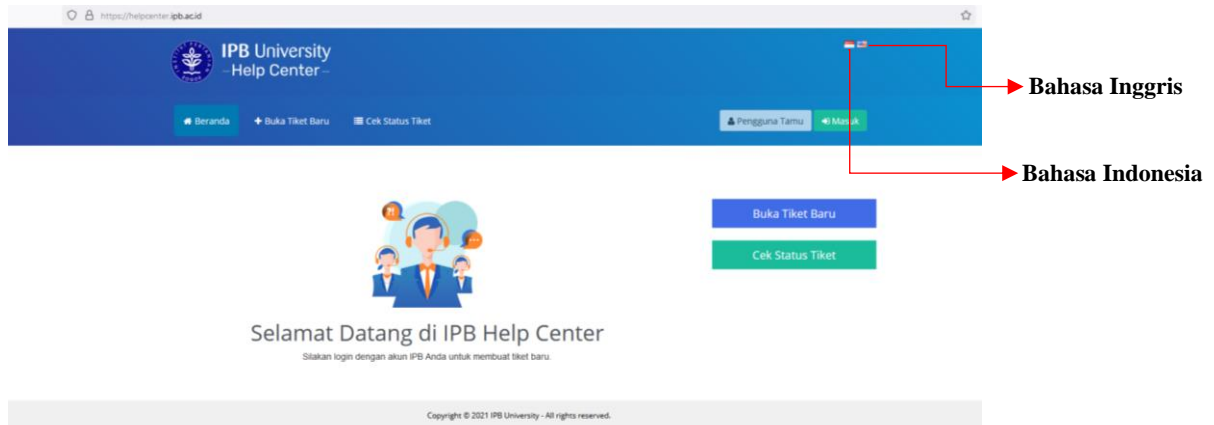 https://helpcenter.ipb.ac.id
IPB University
– Help Center –
Bahasa Inggris
Beranda
Buka Tiket Baru
Cek Status Tiket
Pengguna Tamu
Masuk
Bahasa Indonesia
Buka Tiket Baru
Cek Status Tiket
Selamat Datang di IPB Help Center
Silakan login dengan akun IPB Anda untuk membuat tiket baru.
Copyright © 2021 IPB University - All rights reserved.